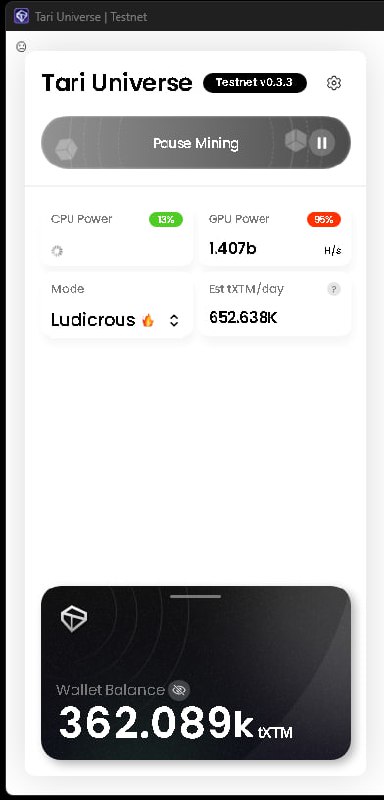 Tari Universe | Testnet
Tari Universe Testnet v0.3.3
Pause Mining
CPU Power 13%
GPU Power 95%
1.407b H/s
Mode
Ludicrous
Est tXTM/day ?
652.638K
Wallet Balance
362.089k tXTM